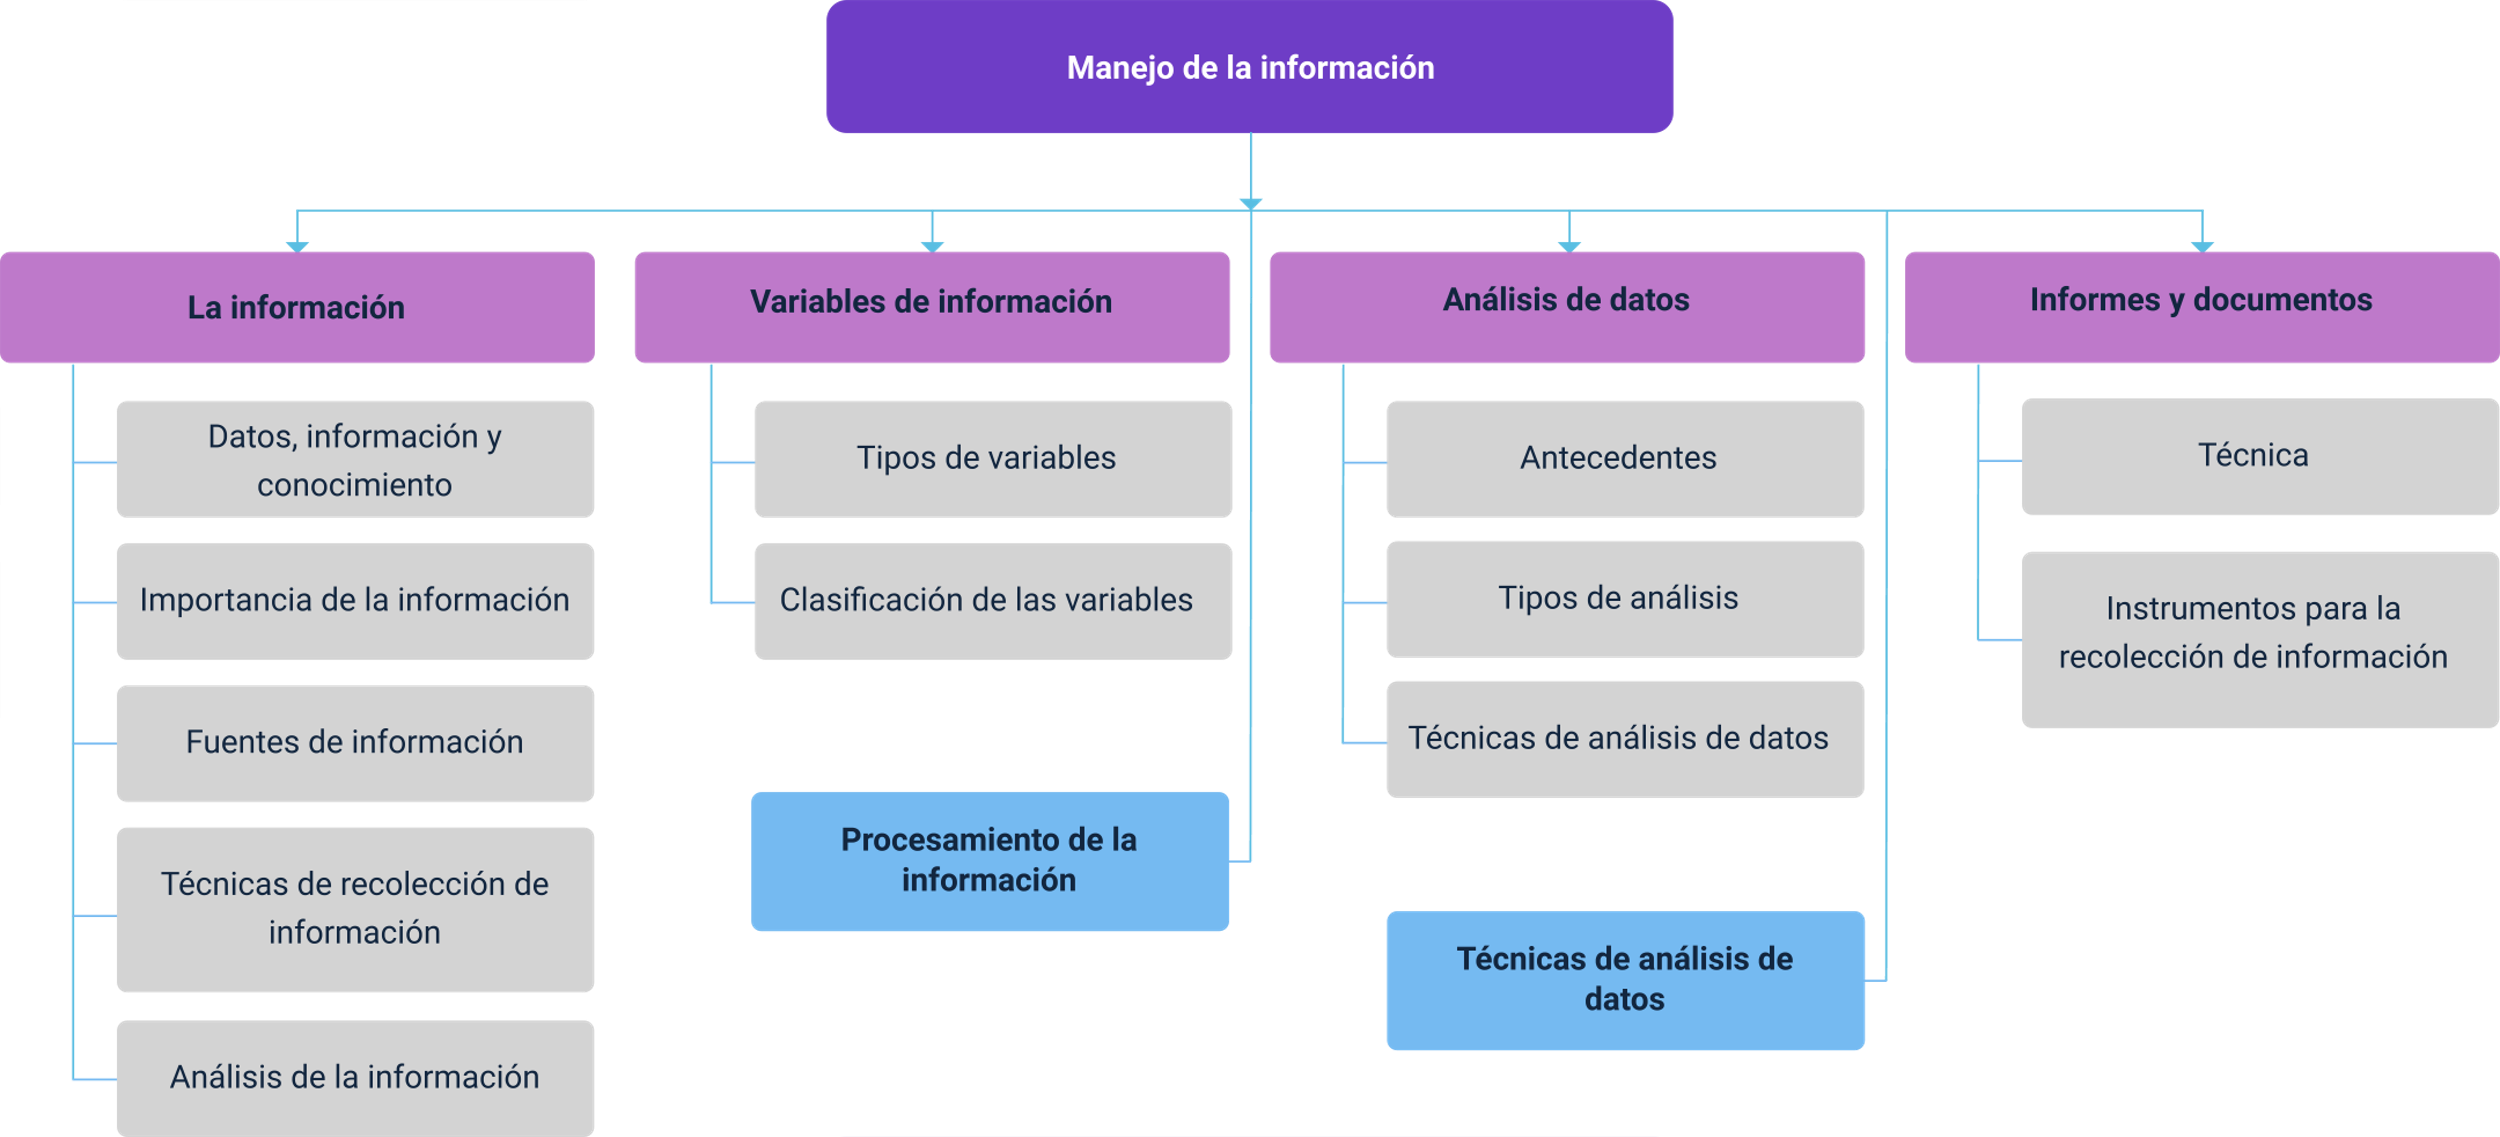 Manejo de la información
La información
Datos, información y
conocimiento
Importancia de la información
Fuentes de información
Técnicas de recolección de
información
Análisis de la información
Variables de información
Tipos de variables
Clasificación de las variables
Procesamiento de la
información
Análisis de datos
Antecedentes
Tipos de análisis
Técnicas de análisis de datos
Técnicas de análisis de
datos
Informes y documentos
Técnica
Instrumentos para la
recolección de información